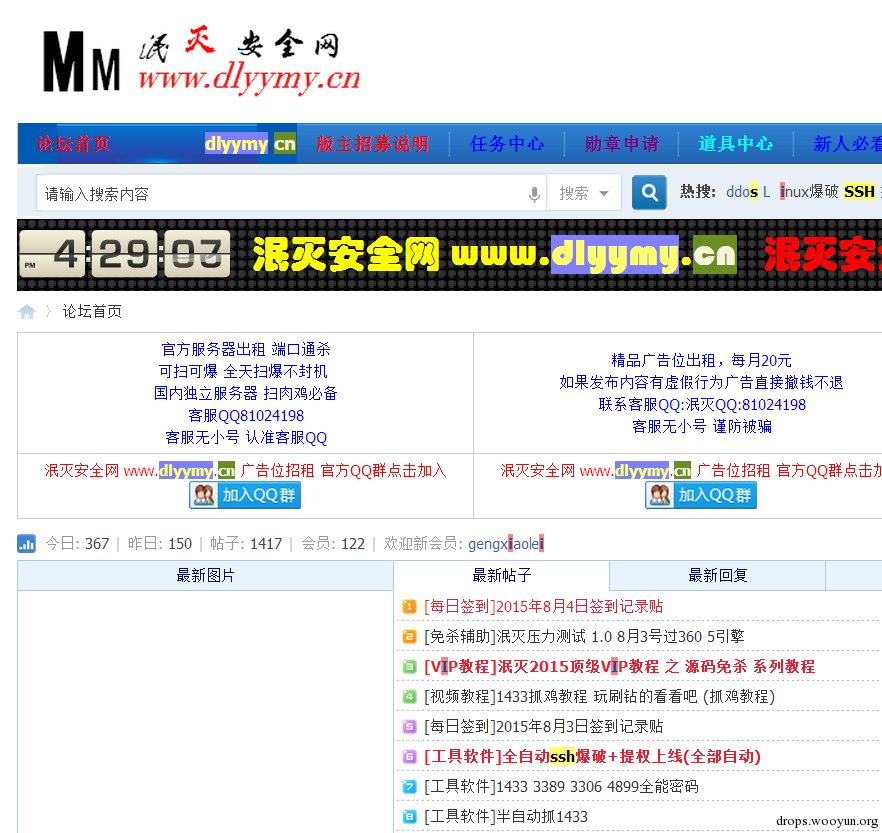 MM 泯灭安全网
www.dlyymy.cn
论坛首页 dlyymy cn 版主招募说明 任务中心 勋章申请 道具中心 新人必看
请输入搜索内容 搜索 热搜: ddos L inux爆破 SSH
PM 4:29:07 泯灭安全网 www.dlyymy.cn 泯灭安全
论坛首页
官方服务器出租 端口通杀
可扫可爆 全天扫爆不封机
国内独立服务器 扫肉鸡必备
客服QQ81024198
客服无小号 认准客服QQ
精品广告位出租，每月20元
如果发布内容有虚假行为广告直接撤钱不退
联系客服QQ:泯灭QQ:81024198
客服无小号 谨防被骗
泯灭安全网 www.dlyymy.cn 广告位招租 官方QQ群点击加入
加入QQ群
泯灭安全网 www.dlyymy.cn 广告位招租 官方QQ群点击加
加入QQ群
今日: 367 | 昨日: 150 | 帖子: 1417 | 会员: 122 | 欢迎新会员: gengxiaolei
最新图片 最新帖子 最新回复
1 [每日签到]2015年8月4日签到记录贴
2 [免杀辅助]泯灭压力测试 1.0 8月3号过360 5引擎
3 [VIP教程]泯灭2015顶级VIP教程 之 源码免杀 系列教程
4 [视频教程]1433抓鸡教程 玩刷钻的看看吧 (抓鸡教程)
5 [每日签到]2015年8月3日签到记录贴
6 [工具软件]全自动ssh爆破+提权上线(全部自动)
7 [工具软件]1433 3389 3306 4899全能密码
8 [工具软件]半自动抓1433
drops.wooyun.org